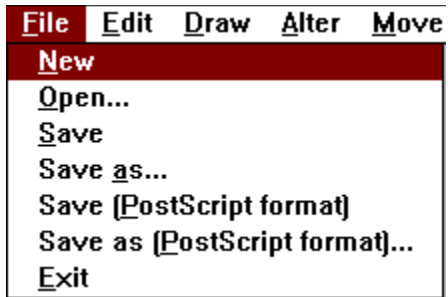 File Edit Draw Alter Move
New
Open...
Save
Save as...
Save (PostScript format)
Save as (PostScript format)...
Exit